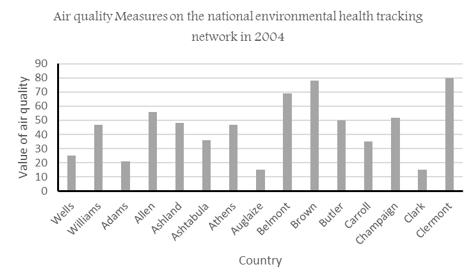 Air quality Measures on the national environmental health tracking
network in 2004
Value of air quality
90
80
70
60
50
40
30
20
10
0
Wells
Williams
Adams
Allen
Ashland
Ashtabula
Athens
Auglaize
Belmont
Brown
Butler
Carroll
Champaign
Clark
Clermont
Country